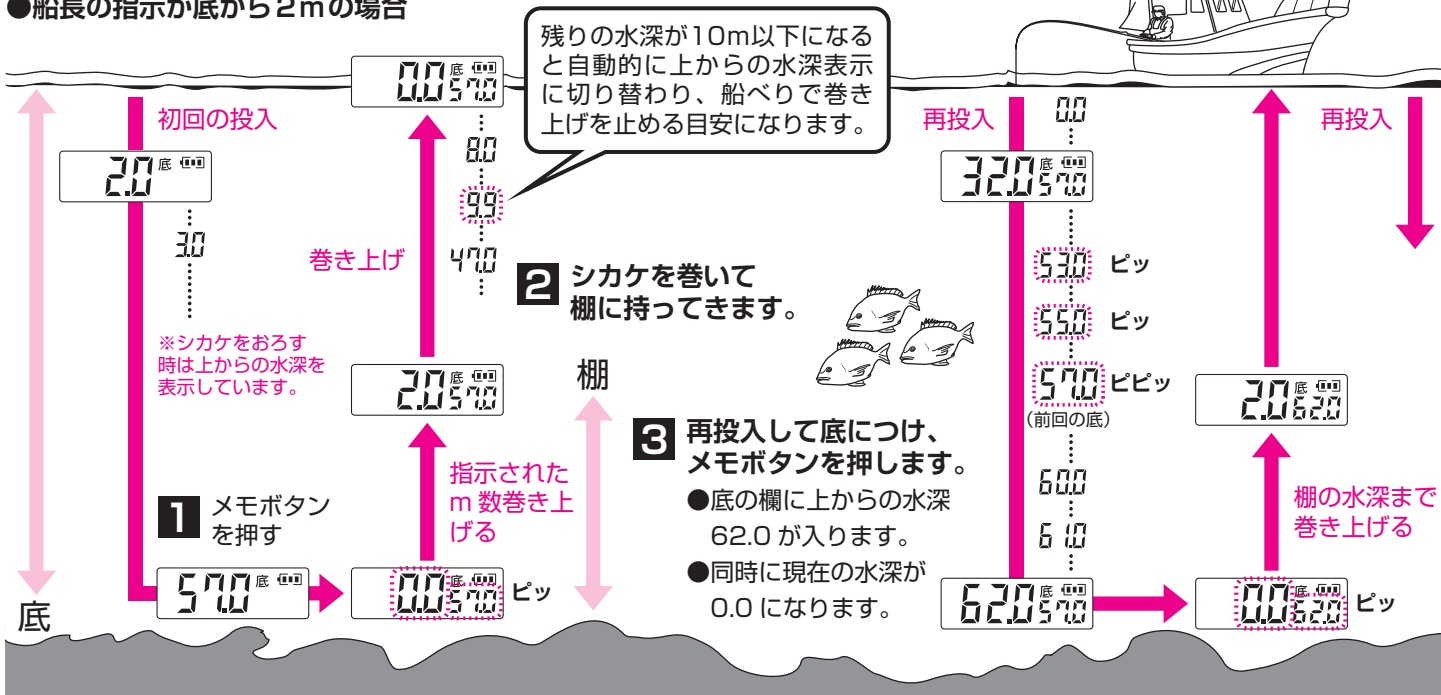 ●船長の指示が底から2mの場合
残りの水深が10m以下になる
と自動的に上からの水深表示
に切り替わり、船べりで巻き
上げを止める目安になります。
初回の投入
2.0 底
3.0
※シカケをおろす
時は上からの水深を
表示しています。
底
1 メモボタン
を押す
57.0 底
0.0 底 57.0
ピッ
指示された
m 数巻き上
げる
2.0 底 57.0
巻き上げ
47.0
9.9
8.0
0.0 底 57.0
2 シカケを巻いて
棚に持ってきます。
棚
3 再投入して底につけ、
メモボタンを押します。
●底の欄に上からの水深
62.0 が入ります。
●同時に現在の水深が
0.0 になります。
再投入
0.0
32.0 底 57.0
53.0 ピッ
55.0 ピッ
57.0 ピピッ
(前回の底)
60.0
61.0
62.0 底 57.0
0.0 底 62.0
ピッ
棚の水深まで
巻き上げる
2.0 底 62.0
再投入